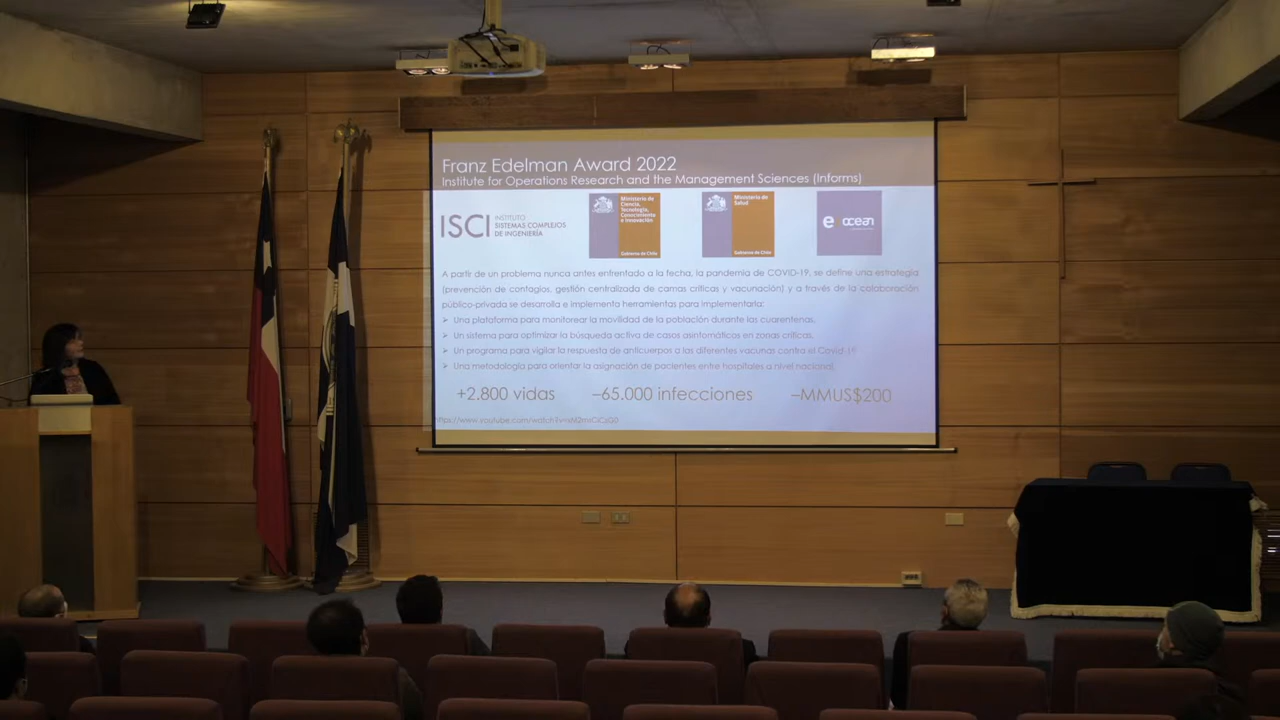 Franz Edelman Award 2022
Institute for Operations Research and the Management Sciences (Informs)
ISCI
INSTITUTO
SISTEMAS COMPLEJOS
DE INGENIERÍA
Ministerio de
Ciencia,
Tecnología,
Conocimiento
e Innovación
Gobierno de Chile
Ministerio de
Salud
Gobierno de Chile
e ocean
A partir de un problema nunca antes enfrentado a la fecha, la pandemia de COVID-19, se define una estrategia
(prevención de contagios, gestión centralizada de camas críticas y vacunación) y a través de la colaboración
público-privada se desarrolla e implementa herramientas para implementarla:
➢ Una plataforma para monitorear la movilidad de la población durante las cuarentenas.
➢ Un sistema para optimizar la búsqueda activa de casos asintomáticos en zonas críticas.
➢ Un programa para vigilar la respuesta de anticuerpos a las diferentes vacunas contra el Covid-19
➢ Una metodología para orientar la asignación de pacientes entre hospitales a nivel nacional.
+2.800 vidas –65.000 infecciones –MMUS$200